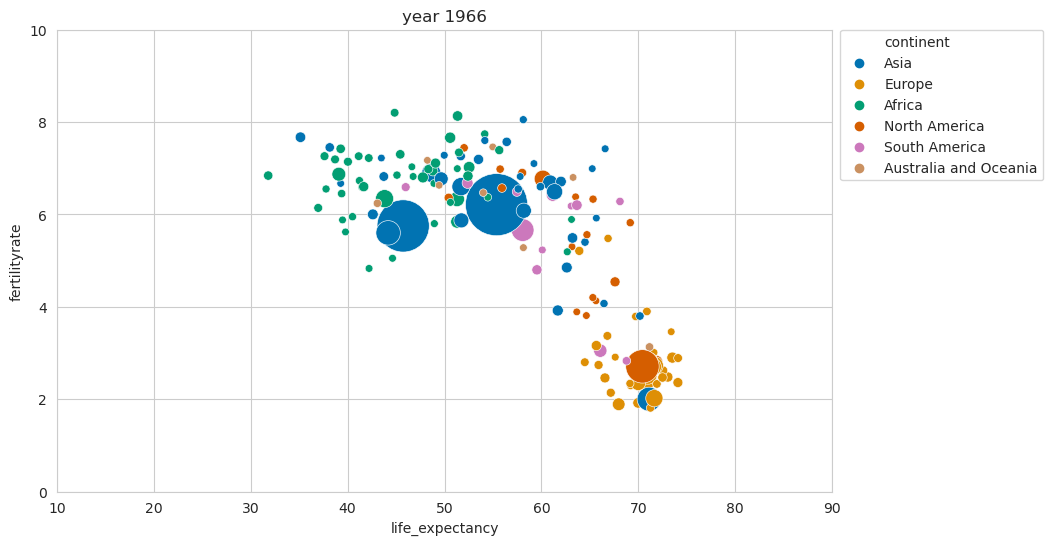 year 1966
10
8
6
4
2
0
fertilityrate
10 20 30 40 50 60 70 80 90
life_expectancy
continent
Asia
Europe
Africa
North America
South America
Australia and Oceania